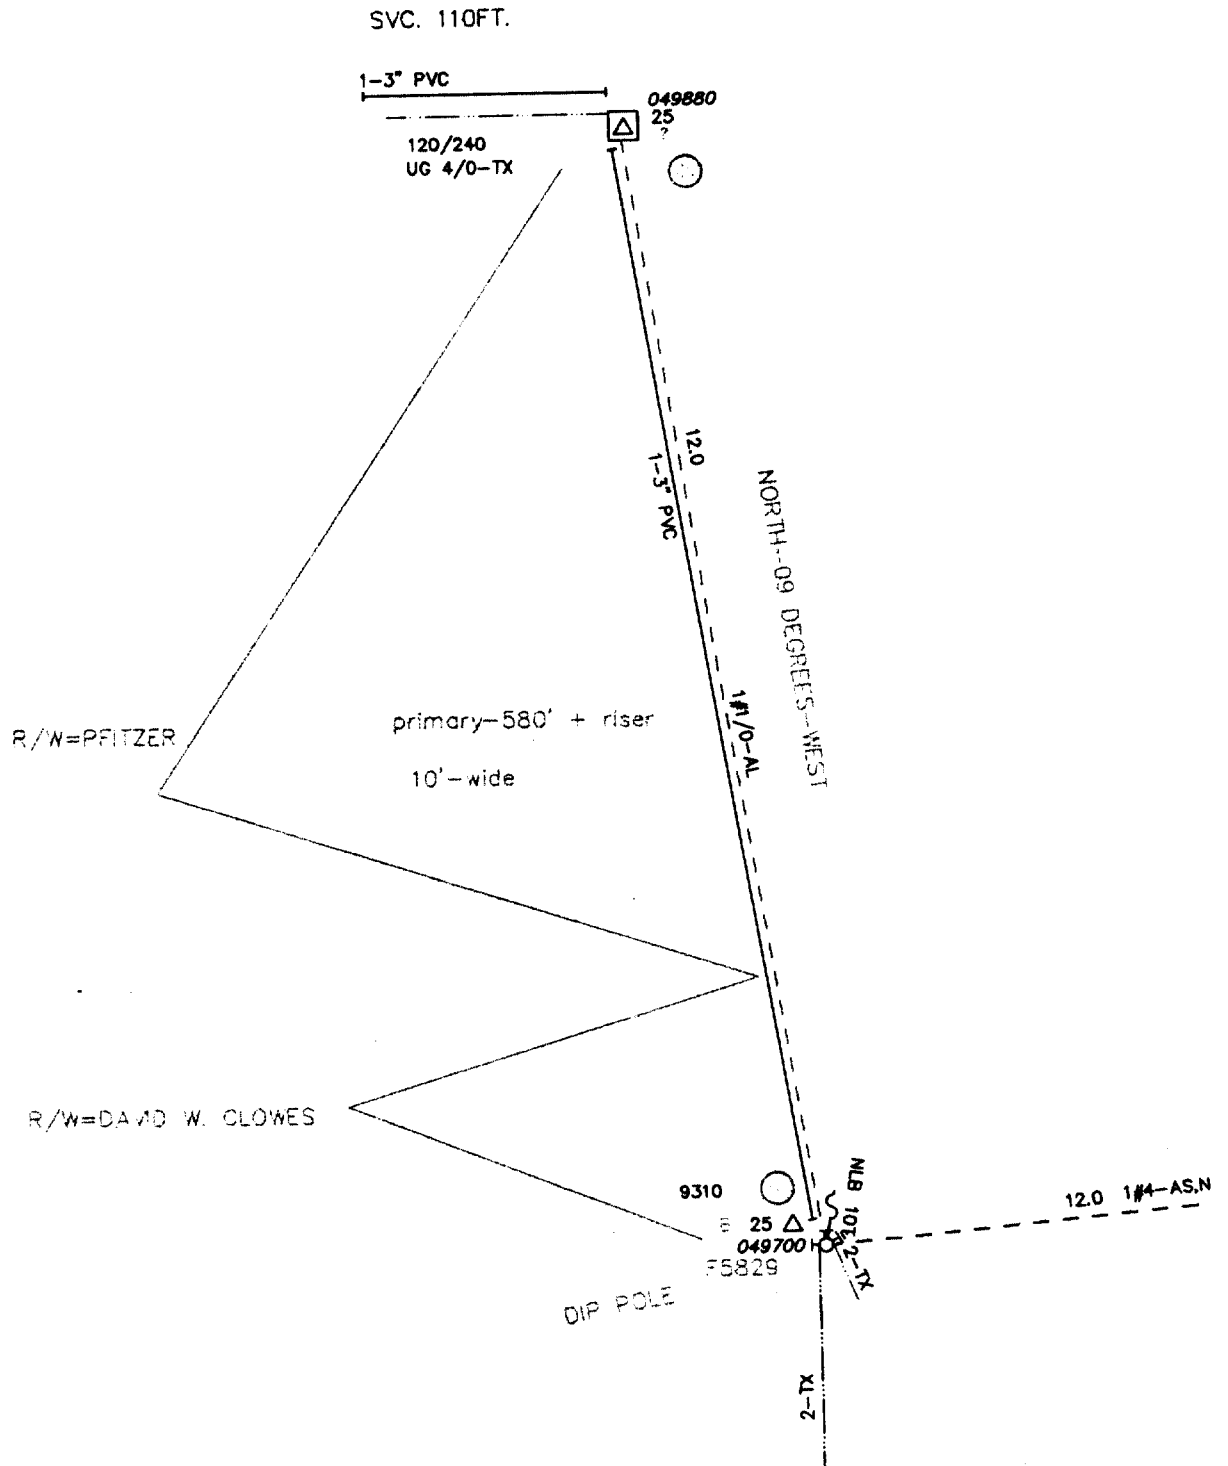 SVC. 110FT.
1-3" PVC
049880
25
?
120/240
UG 4/0-TX
12.0
1-3" PVC
NORTH--09 DEGREES-WEST
1#1/0-AL
primary-580' + riser
10'-wide
R/W=PFITZER
R/W=DAVID W. CLOWES
9310
25
049700
F5829
DIP POLE
NLB 10T
2-TX
12.0 1#4-AS,N
2-TX